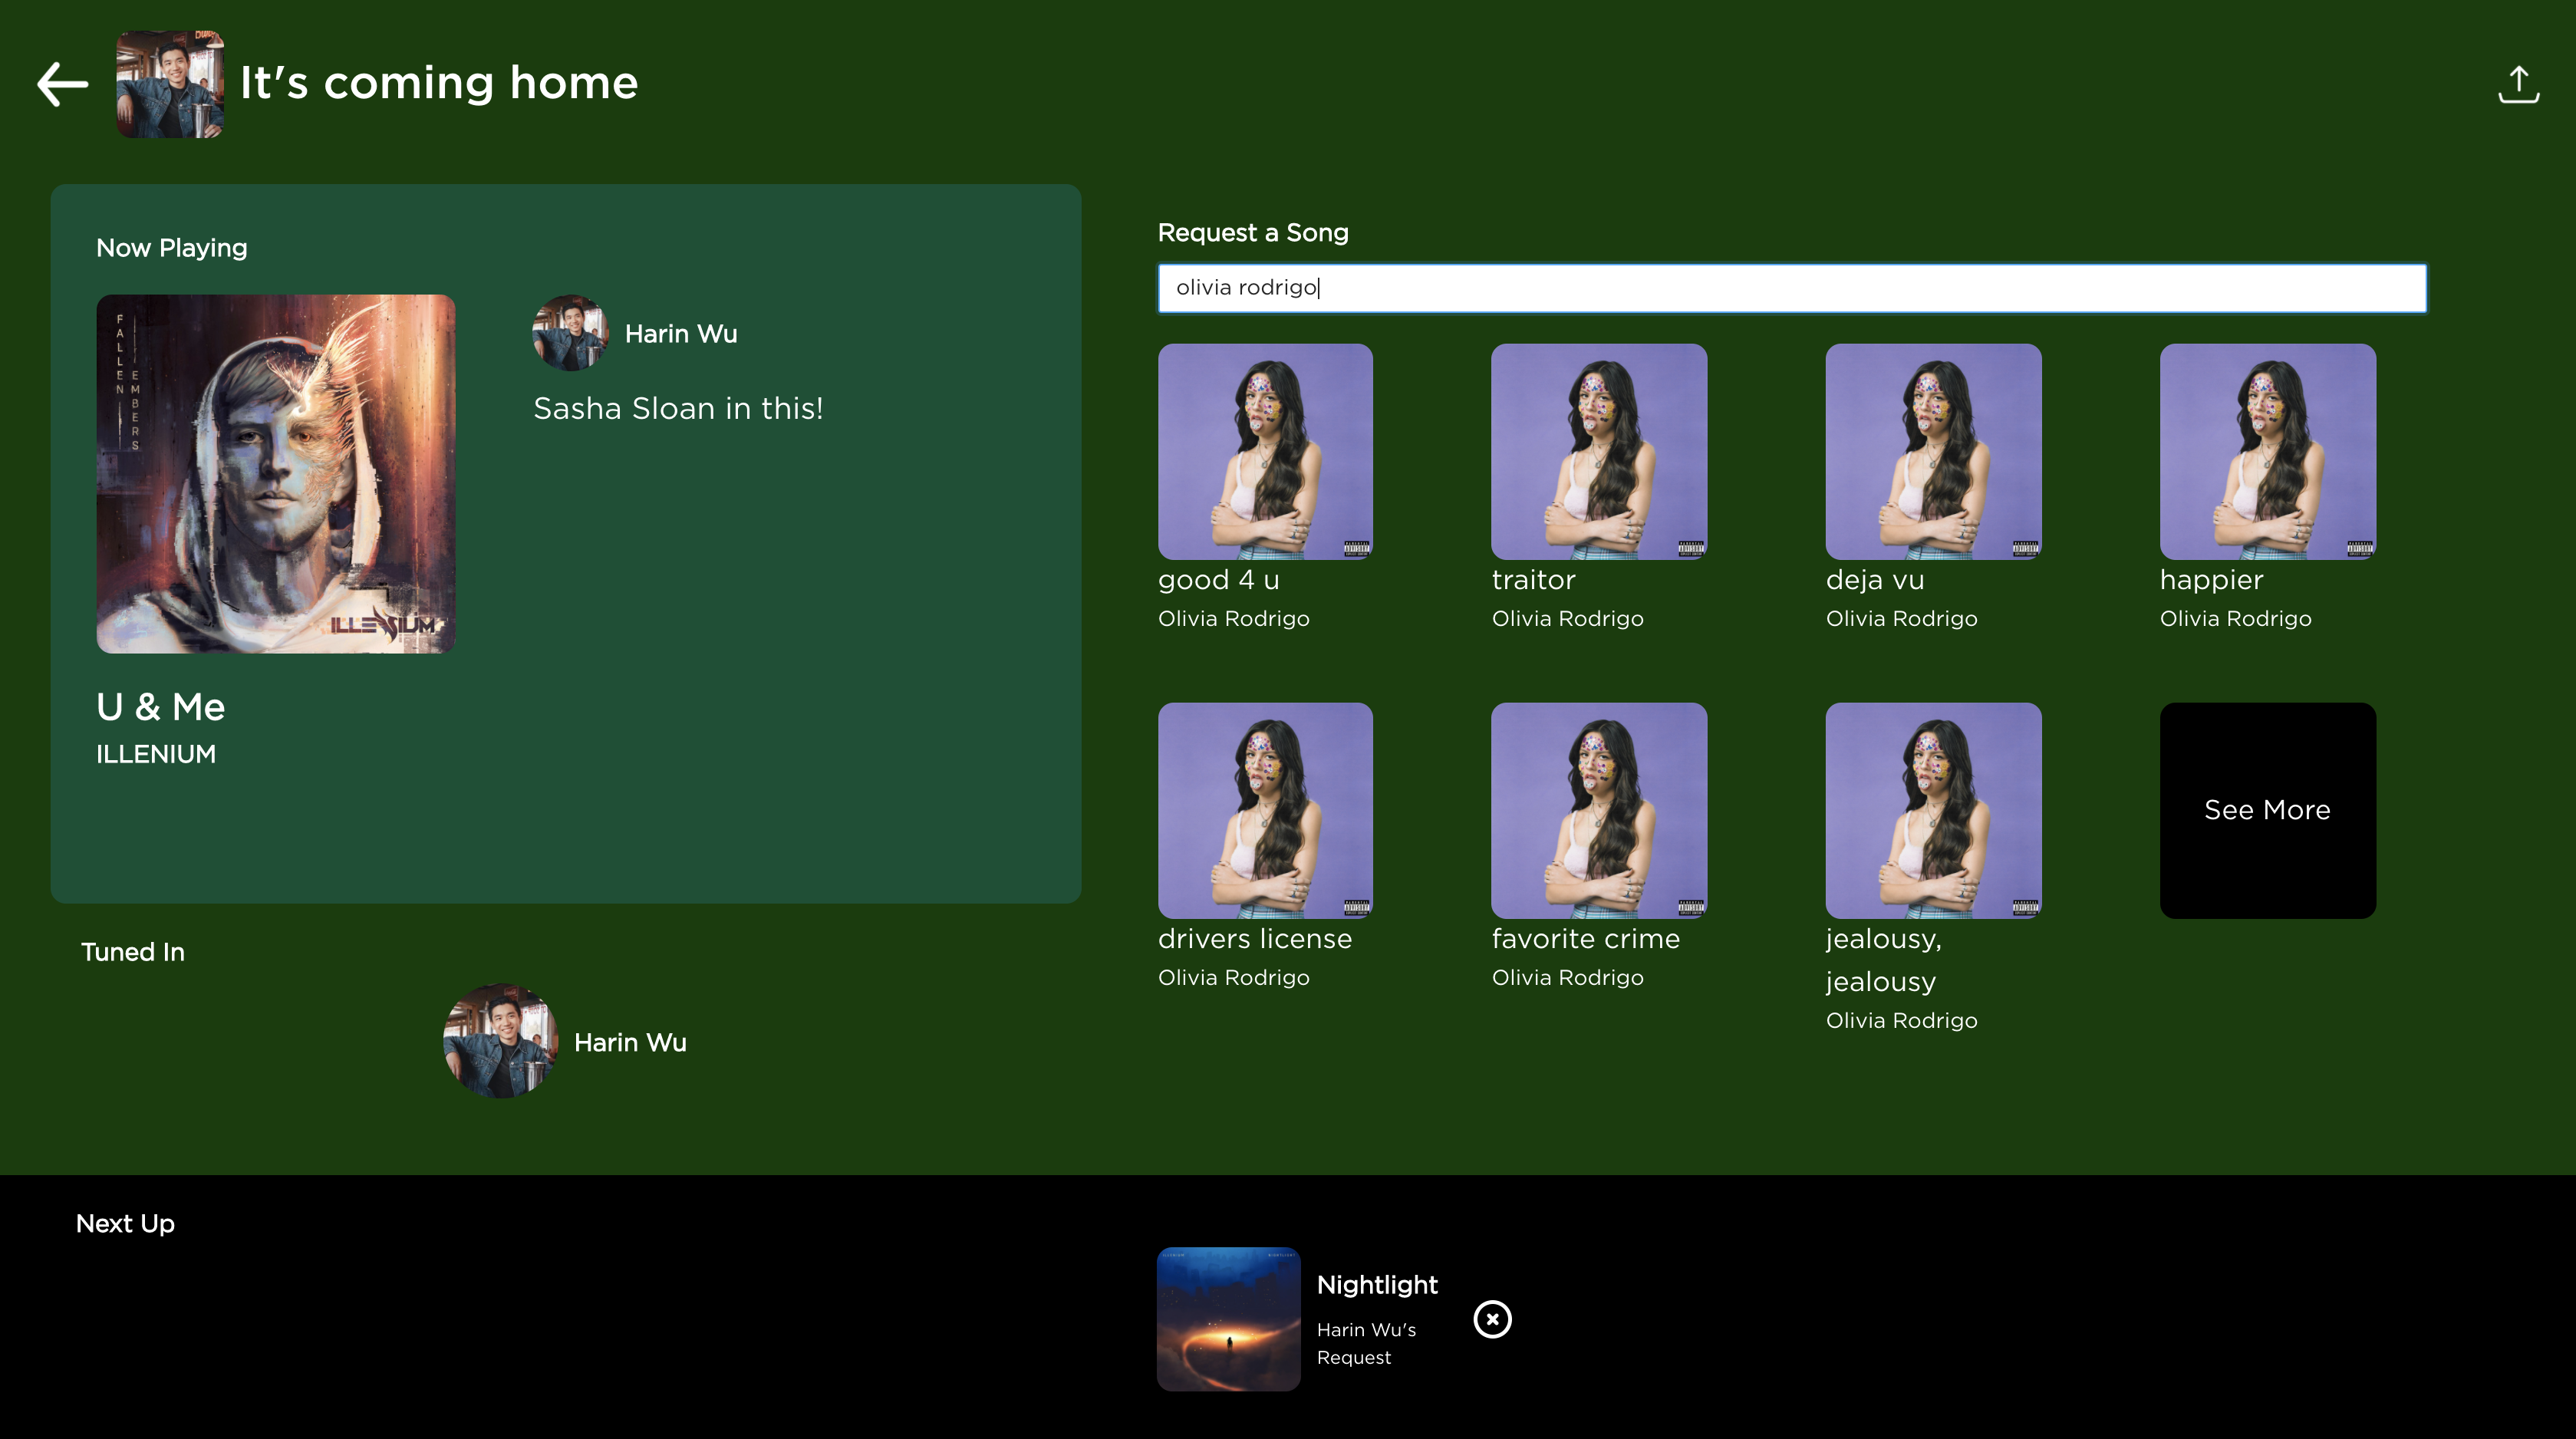 It's coming home
Now Playing
FALLEN
EMBERS
ILLENIUM
Harin Wu
Sasha Sloan in this!
U & Me
ILLENIUM
Tuned In
Harin Wu
Request a Song
olivia rodrigo
good 4 u
Olivia Rodrigo
traitor
Olivia Rodrigo
deja vu
Olivia Rodrigo
happier
Olivia Rodrigo
drivers license
Olivia Rodrigo
favorite crime
Olivia Rodrigo
jealousy,
jealousy
Olivia Rodrigo
See More
Next Up
Nightlight
Harin Wu's
Request